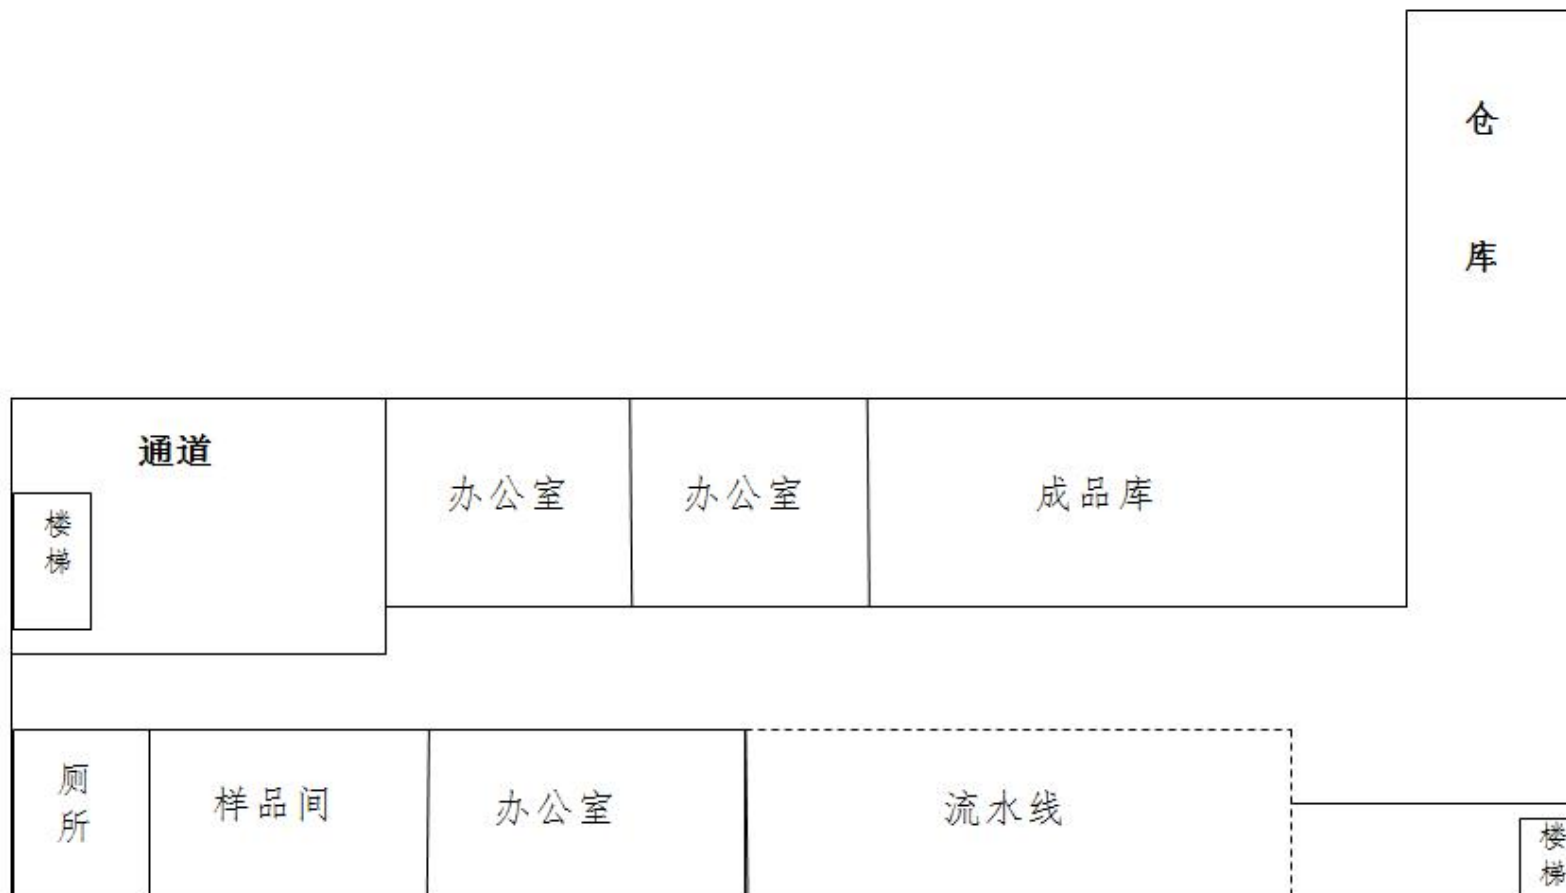 仓
库
通道
办公室
办公室
成品库
楼
梯
厕
所
样品间
办公室
流水线
楼
梯